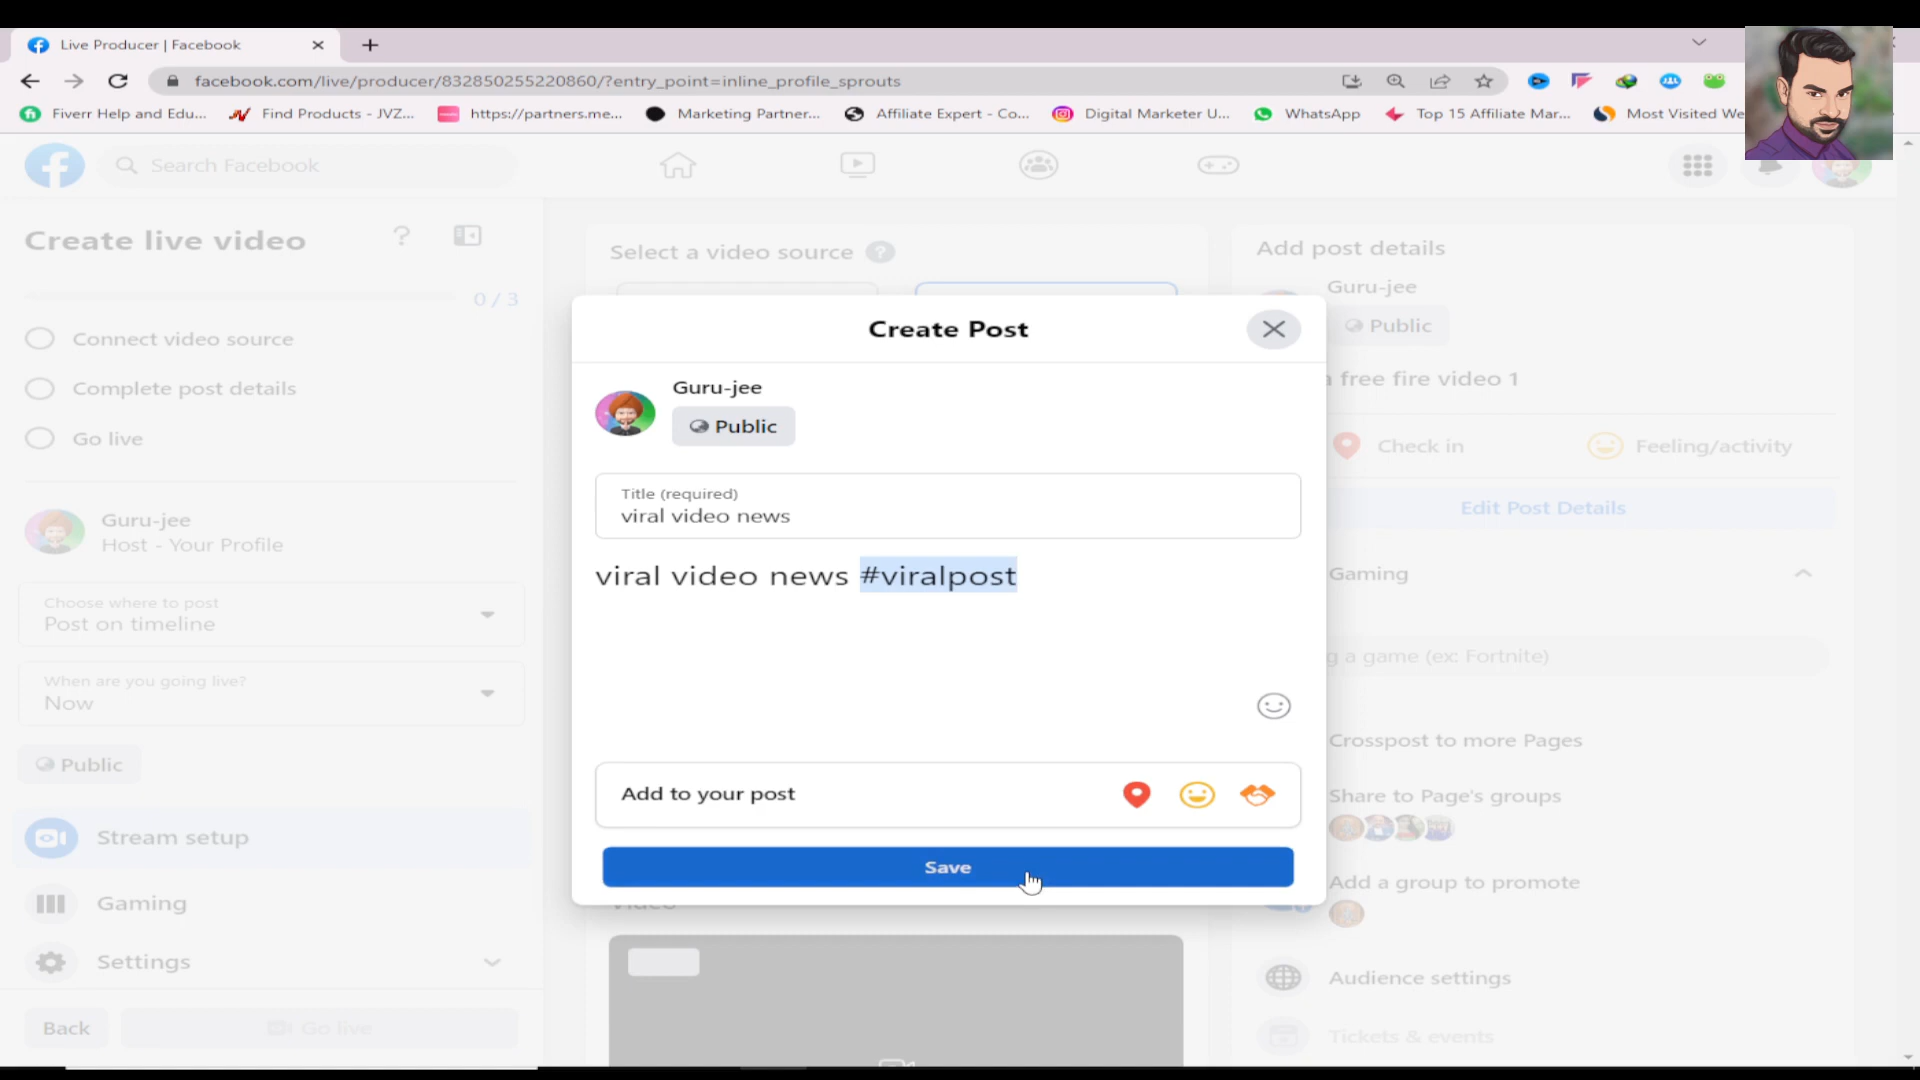 Live Producer | Facebook
facebook.com/live/producer/832850255220860/?entry_point=inline_profile_sprouts
Fiverr Help and Edu...
Find Products - JVZ...
https://partners.me...
Marketing Partner...
Affiliate Expert - Co...
Digital Marketer U...
WhatsApp
Top 15 Affiliate Mar...
Most Visited We
Search Facebook
Create live video
0 / 3
Connect video source
Complete post details
Go live
Guru-jee
Host - Your Profile
Choose where to post
Post on timeline
When are you going live?
Now
Public
Stream setup
Gaming
Settings
Back
Go live
Select a video source
Create Post
Guru-jee
Public
Title (required)
viral video news
viral video news #viralpost
Add to your post
Save
Video
Add post details
Guru-jee
Public
free fire video 1
Check in
Feeling/activity
Edit Post Details
Gaming
g a game (ex: Fortnite)
Crosspost to more Pages
Share to Page's groups
Add a group to promote
Audience settings
Tickets & events